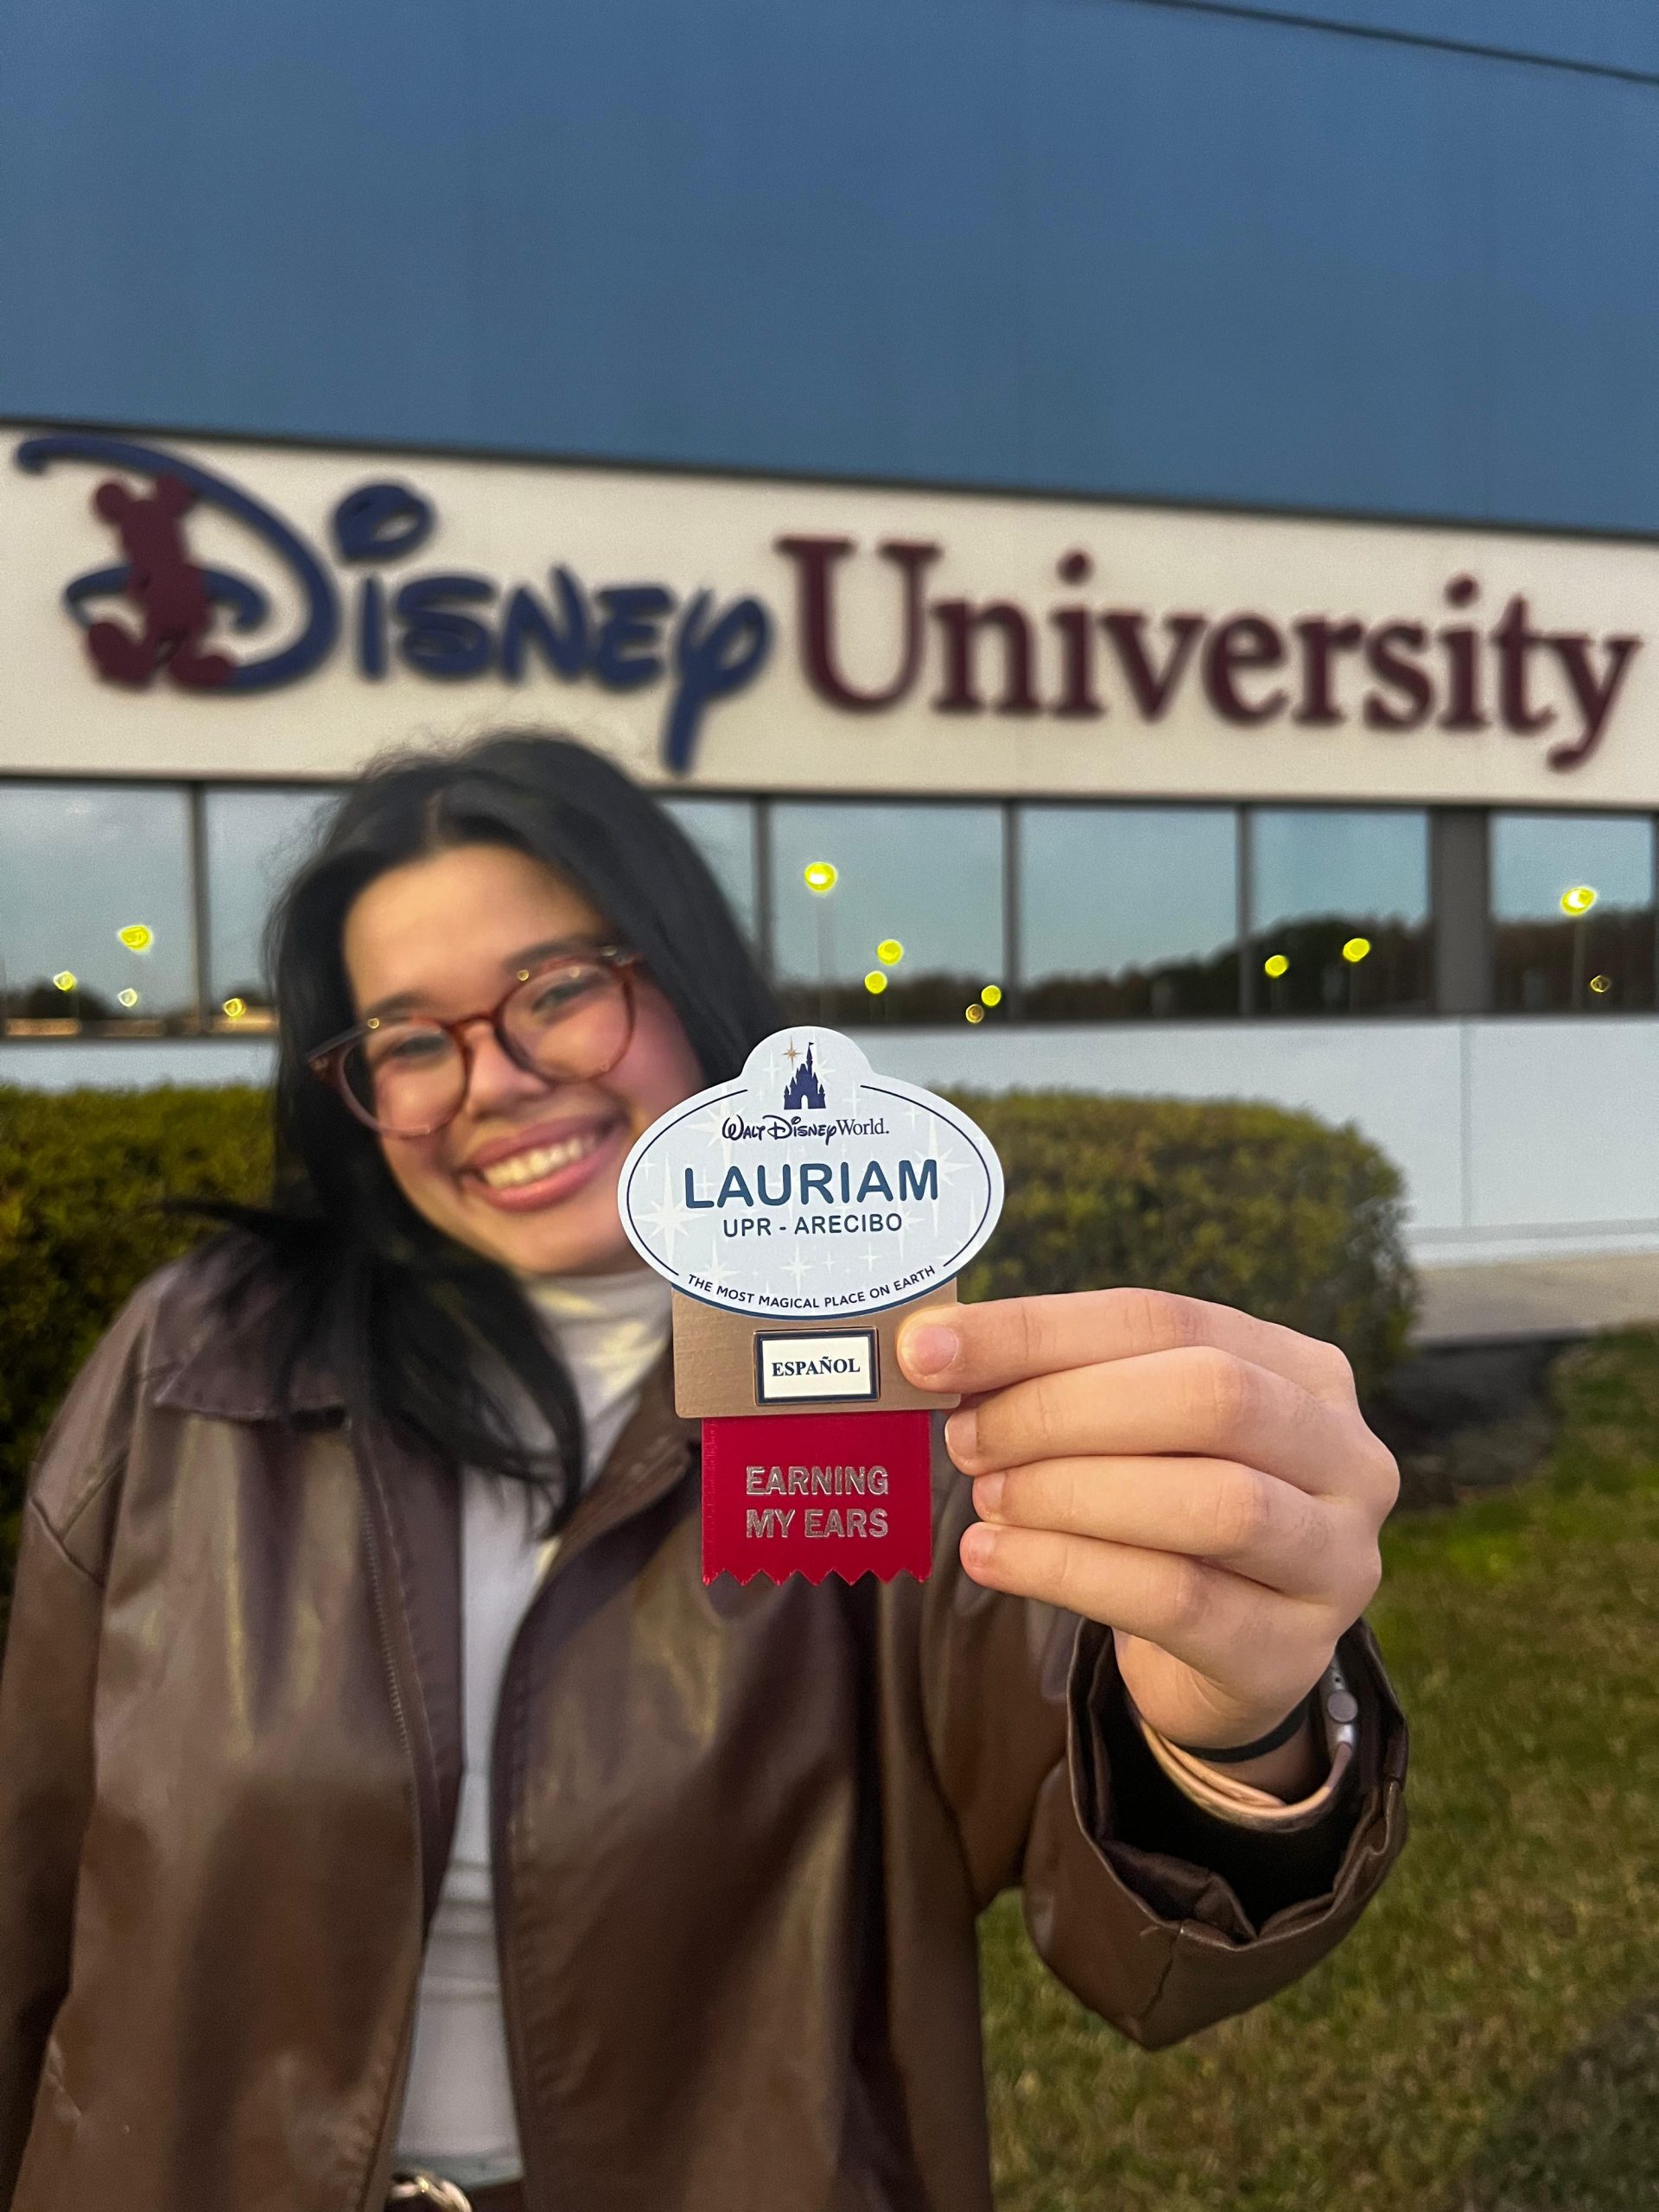 Disney University
Walt Disney World.
LAURIAM
UPR - ARECIBO
THE MOST MAGICAL PLACE ON EARTH
ESPAÑOL
EARNING
MY EARS